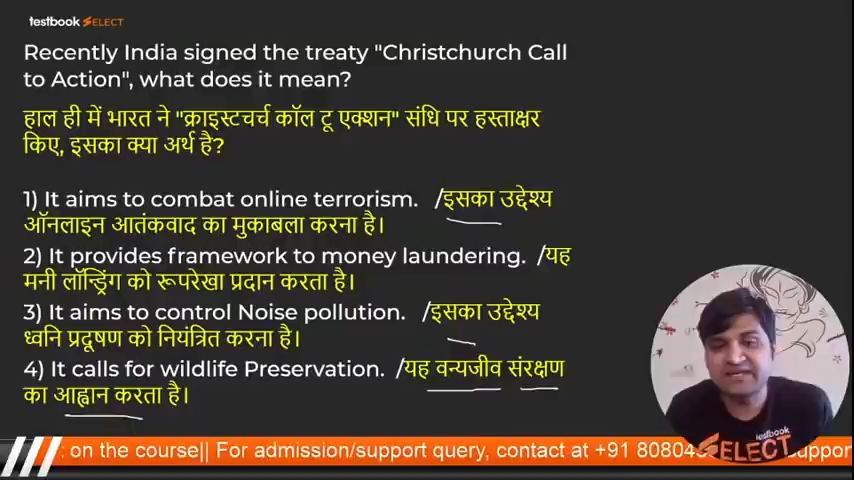 testbook SELECT
Recently India signed the treaty "Christchurch Call
to Action", what does it mean?
हाल ही में भारत ने "क्राइस्टचर्च कॉल टू एक्शन" संधि पर हस्ताक्षर
किए, इसका क्या अर्थ है?
1) It aims to combat online terrorism. /इसका उद्देश्य
ऑनलाइन आतंकवाद का मुकाबला करना है।
2) It provides framework to money laundering. /यह
मनी लॉन्ड्रिंग को रूपरेखा प्रदान करता है।
3) It aims to control Noise pollution. /इसका उद्देश्य
ध्वनि प्रदूषण को नियंत्रित करना है।
4) It calls for wildlife Preservation. /यह वन्यजीव संरक्षण
का आह्वान करता है।
testbook
SELECT
: on the course|| For admission/support query, contact at +91 80804 support